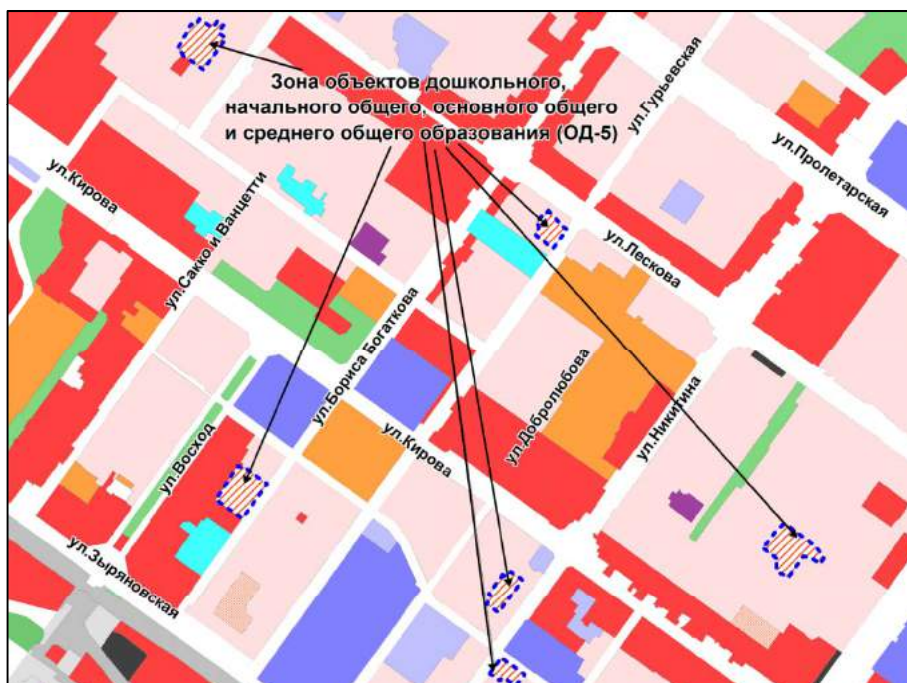 Зона объектов дошкольного,
начального общего, основного общего
и среднего общего образования (ОД-5)
ул.Гурьевская
ул.Пролетарская
ул.Кирова
ул.Сакко и Ванцетти
ул.Лескова
ул.Бориса Богаткова
ул.Добролюбова
ул.Никитина
ул.Кирова
ул.Восход
ул.Зыряновская